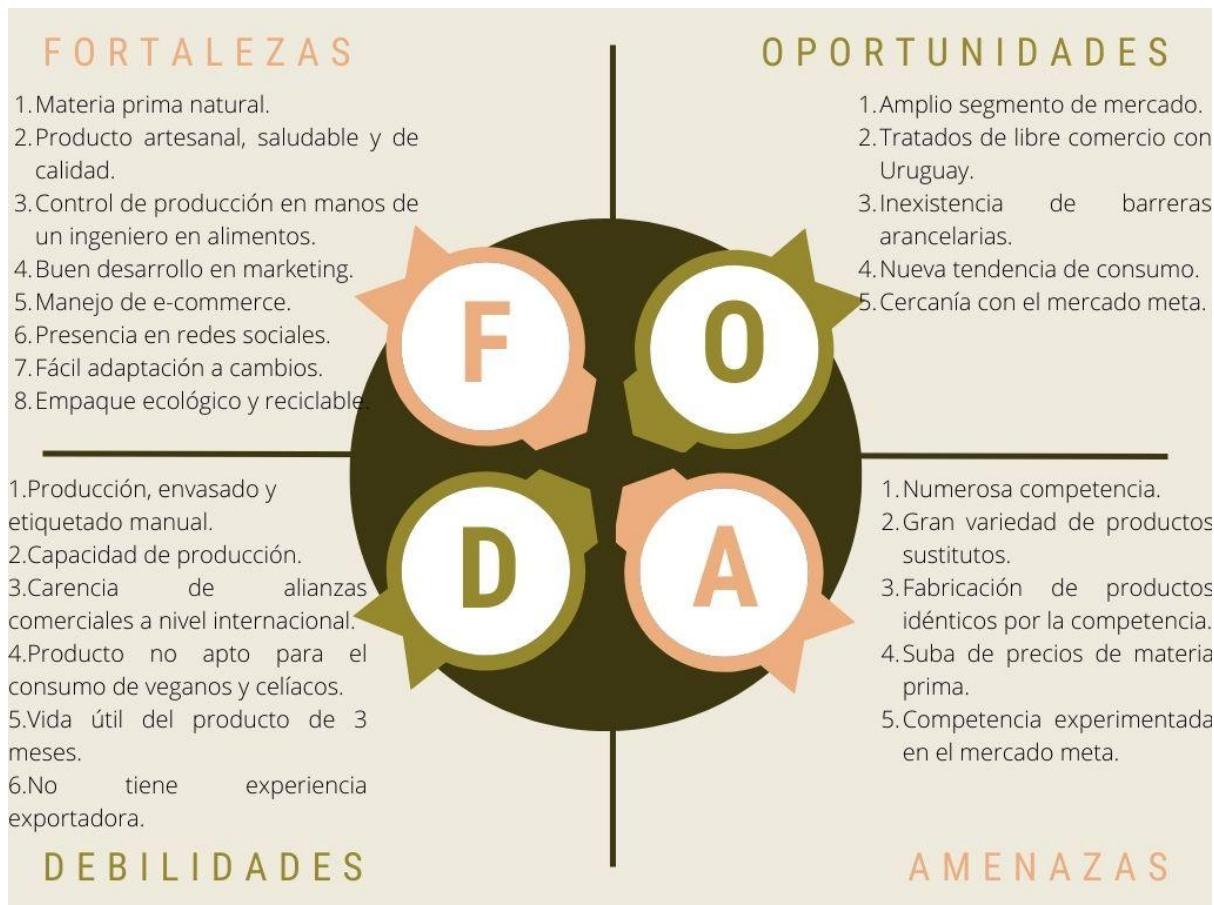 FORTALEZAS
1.Materia prima natural.
2.Producto artesanal, saludable y de
calidad.
3.Control de producción en manos de
un ingeniero en alimentos.
4.Buen desarrollo en marketing.
5.Manejo de e-commerce.
6.Presencia en redes sociales.
7.Fácil adaptación a cambios.
8.Empaque ecológico y reciclable.
OPORTUNIDADES
1.Amplio segmento de mercado.
2.Tratados de libre comercio con
Uruguay.
3.Inexistencia de barreras
arancelarias.
4.Nueva tendencia de consumo.
5.Cercanía con el mercado meta.
F
O
D
A
1.Producción, envasado y
etiquetado manual.
2.Capacidad de producción.
3.Carencia de alianzas
comerciales a nivel internacional.
4.Producto no apto para el
consumo de veganos y celíacos.
5.Vida útil del producto de 3
meses.
6.No tiene experiencia
exportadora.
DEBILIDADES
1.Numerosa competencia.
2.Gran variedad de productos
sustitutos.
3.Fabricación de productos
idénticos por la competencia.
4.Suba de precios de materia
prima.
5.Competencia experimentada
en el mercado meta.
AMENAZAS